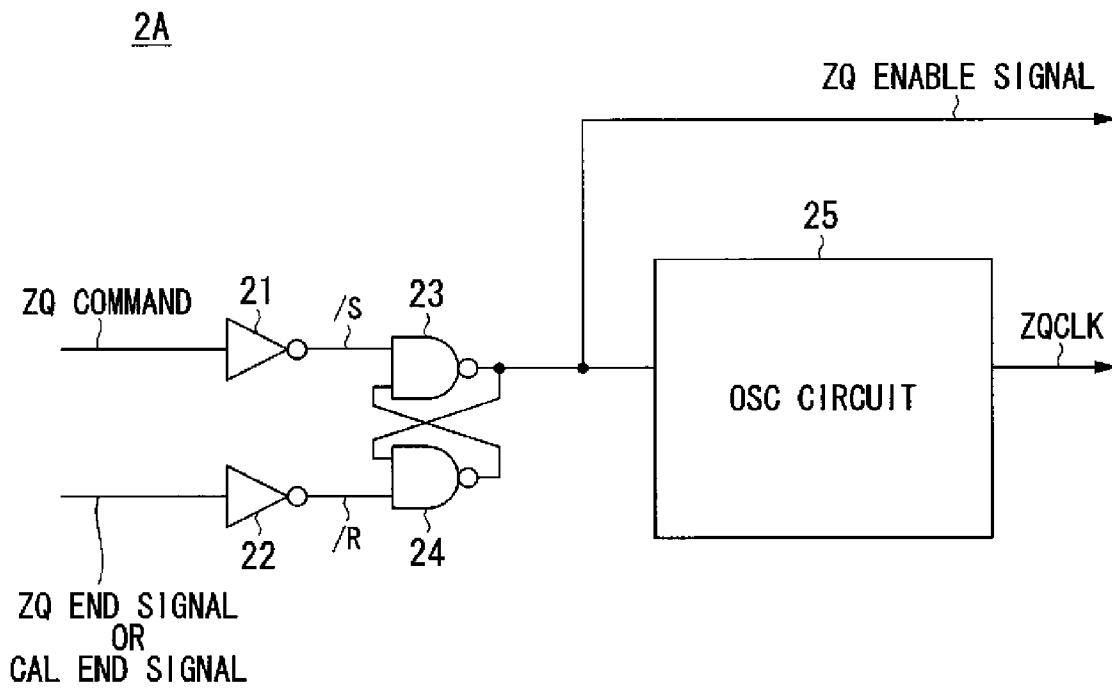 2A
ZQ ENABLE SIGNAL
25
ZQ COMMAND
21
/S
23
ZQCLK
OSC CIRCUIT
22
/R
24
ZQ END SIGNAL
OR
CAL END SIGNAL